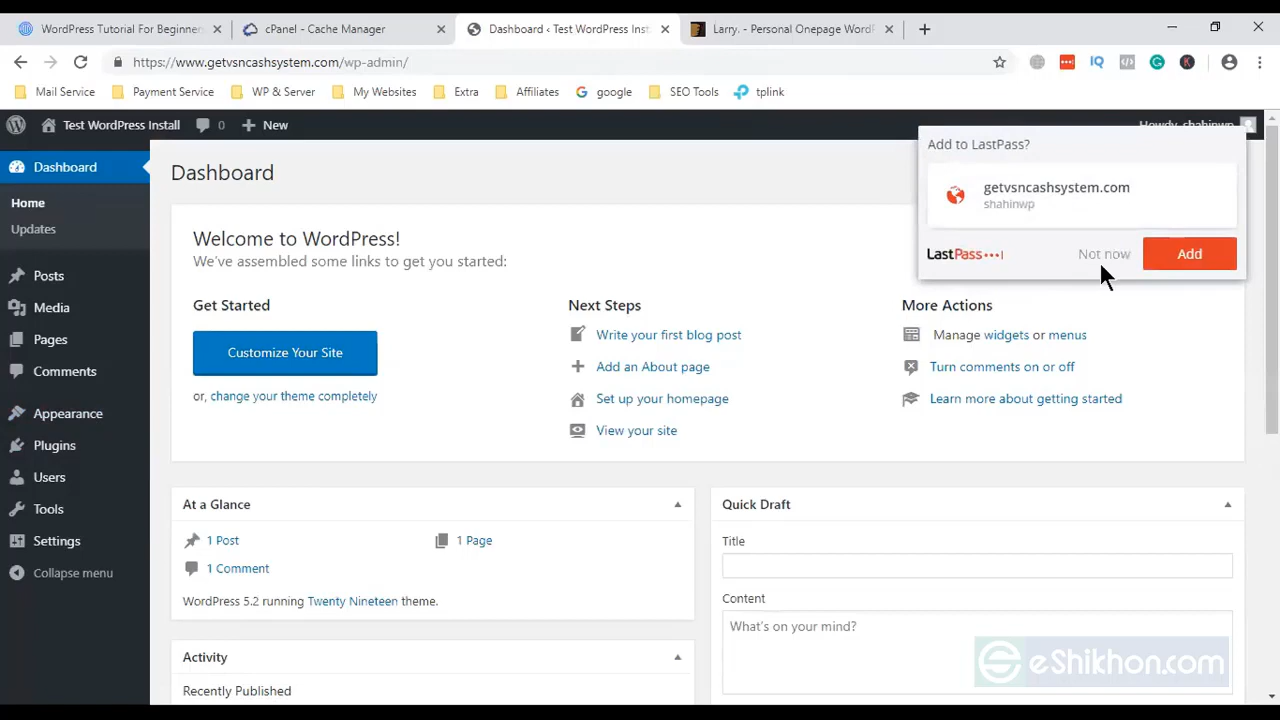 WordPress Tutorial For Beginner
cPanel - Cache Manager
Dashboard ‹ Test WordPress Inst
Larry. - Personal Onepage WordP
https://www.getvsncashsystem.com/wp-admin/
Mail Service
Payment Service
WP & Server
My Websites
Extra
Affiliates
google
SEO Tools
tplink
Test WordPress Install
0
New
Howdy, shahinwp
Add to LastPass?
getvsncashsystem.com
shahinwp
LastPass
Not now
Add
Dashboard
Home
Updates
Posts
Media
Pages
Comments
Appearance
Plugins
Users
Tools
Settings
Collapse menu
Dashboard
Welcome to WordPress!
We've assembled some links to get you started:
Get Started
Customize Your Site
or, change your theme completely
Next Steps
Write your first blog post
Add an About page
Set up your homepage
View your site
More Actions
Manage widgets or menus
Turn comments on or off
Learn more about getting started
At a Glance
1 Post
1 Page
1 Comment
WordPress 5.2 running Twenty Nineteen theme.
Activity
Recently Published
Quick Draft
Title
Content
What's on your mind?
eShikhon.com